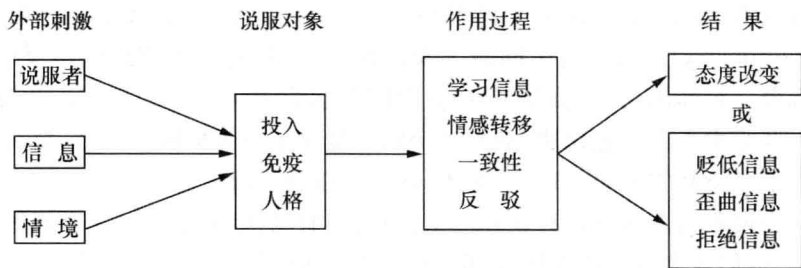 外部刺激
说服对象
作用过程
结 果
说服者
信 息
情 境
投入
免疫
人格
学习信息
情感转移
一致性
反 驳
态度改变
或
贬低信息
歪曲信息
拒绝信息